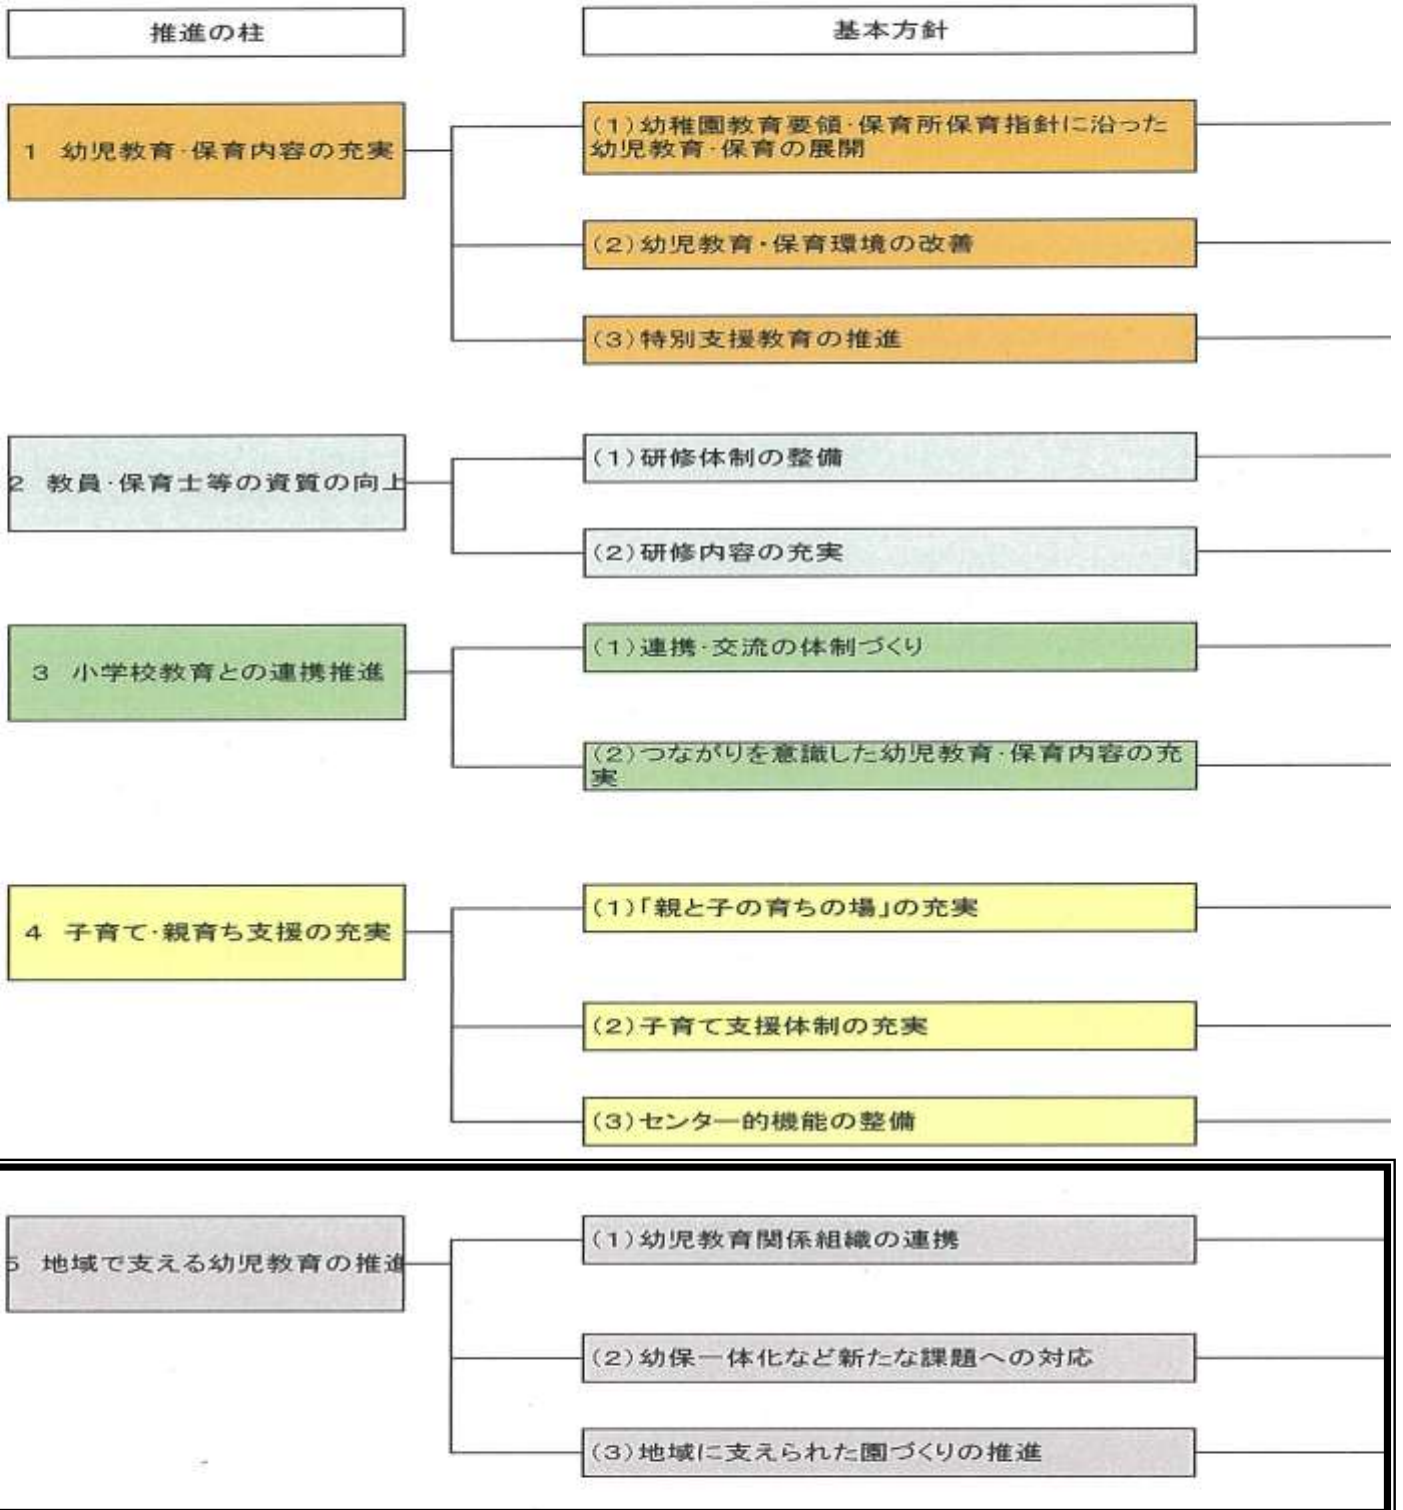 推進の柱
基本方針
1 幼児教育・保育内容の充実
(1)幼稚園教育要領・保育所保育指針に沿った
幼児教育・保育の展開
(2)幼児教育・保育環境の改善
(3)特別支援教育の推進
2 教員・保育士等の資質の向上
(1)研修体制の整備
(2)研修内容の充実
3 小学校教育との連携推進
(1)連携・交流の体制づくり
(2)つながりを意識した幼児教育・保育内容の充
実
4 子育て・親育ち支援の充実
(1)「親と子の育ちの場」の充実
(2)子育て支援体制の充実
(3)センター的機能の整備
5 地域で支える幼児教育の推進
(1)幼児教育関係組織の連携
(2)幼保一体化など新たな課題への対応
(3)地域に支えられた園づくりの推進